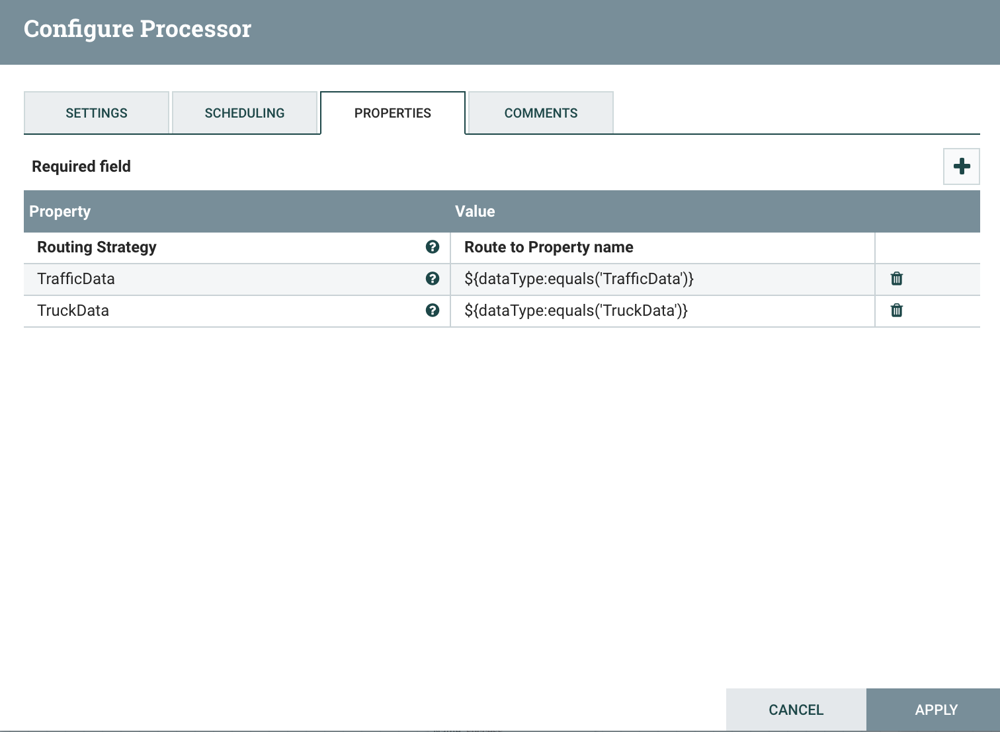 Configure Processor
SETTINGS
SCHEDULING
PROPERTIES
COMMENTS
Required field
Property
Value
Routing Strategy
Route to Property name
TrafficData
${dataType:equals('TrafficData')}
TruckData
${dataType:equals('TruckData')}
CANCEL
APPLY